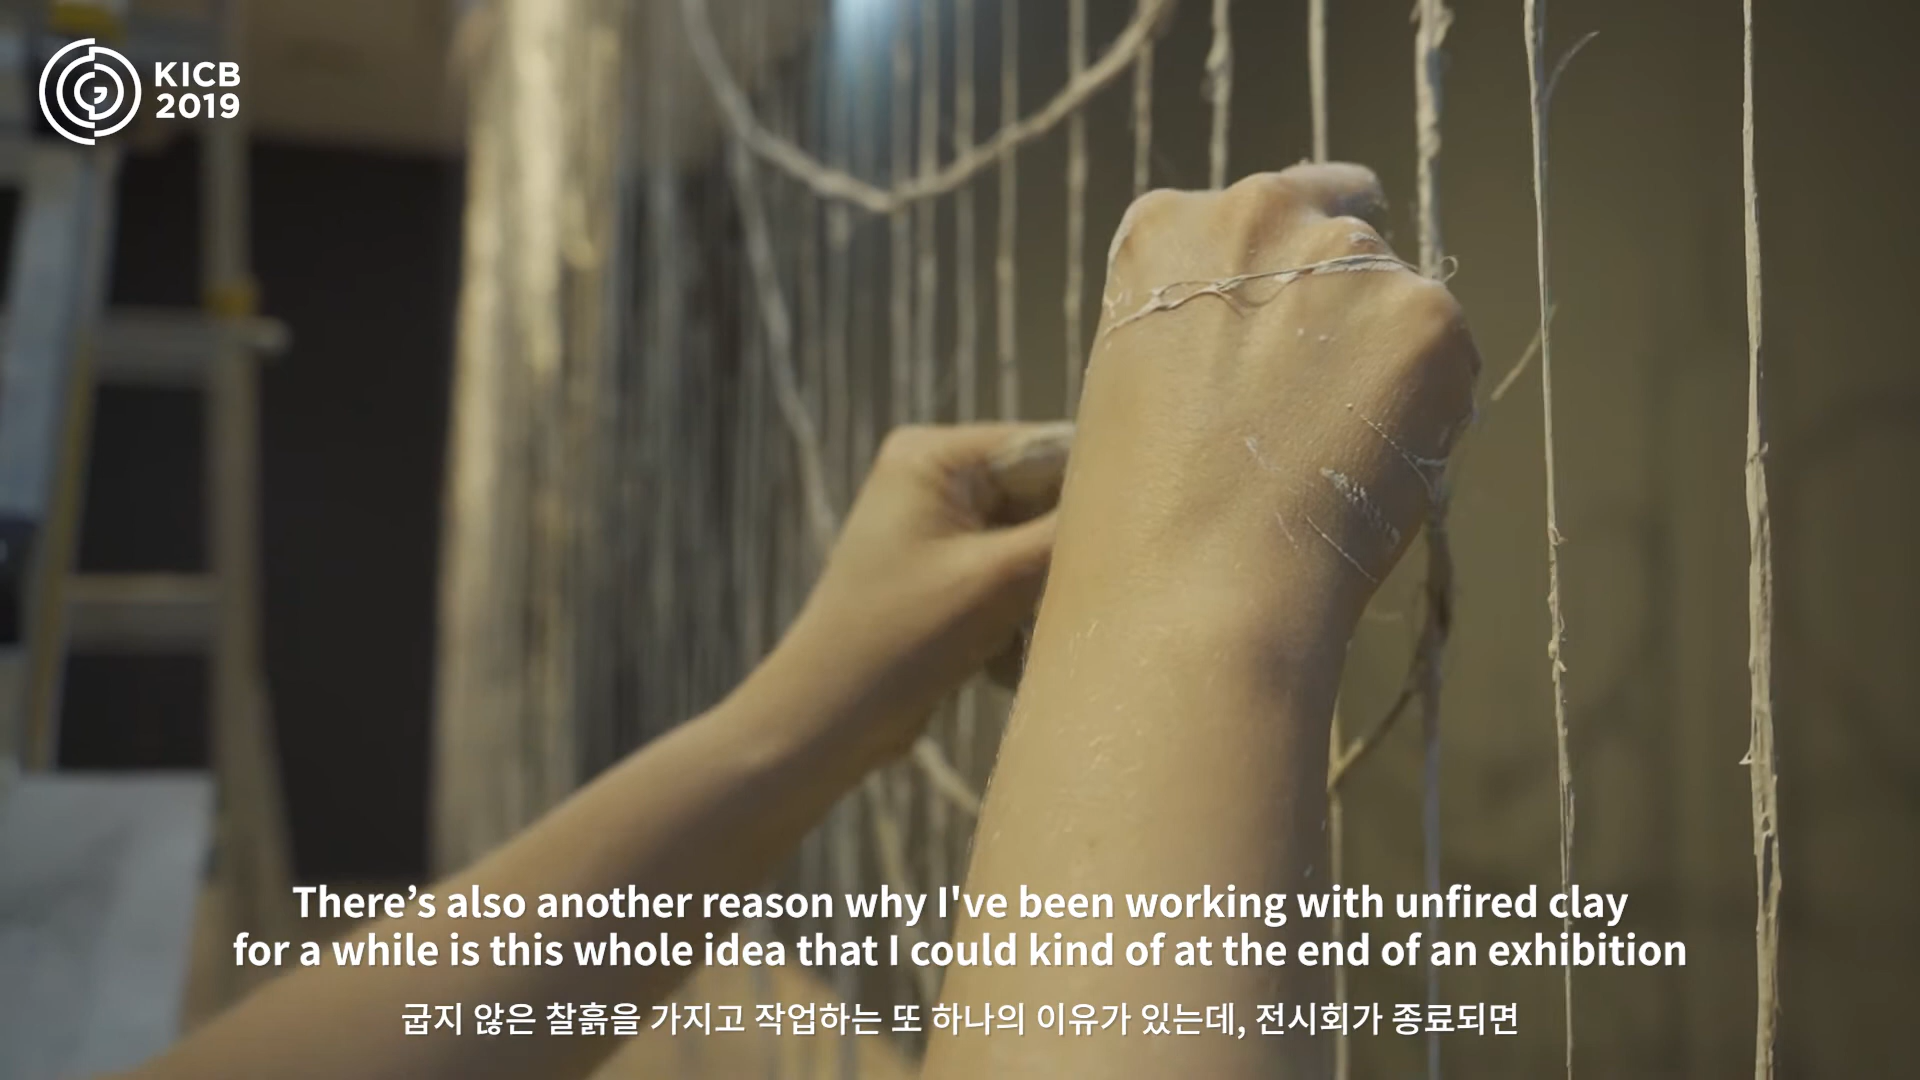 KICB
2019
There’s also another reason why I've been working with unfired clay
for a while is this whole idea that I could kind of at the end of an exhibition
굽지 않은 찰흙을 가지고 작업하는 또 하나의 이유가 있는데, 전시회가 종료되면